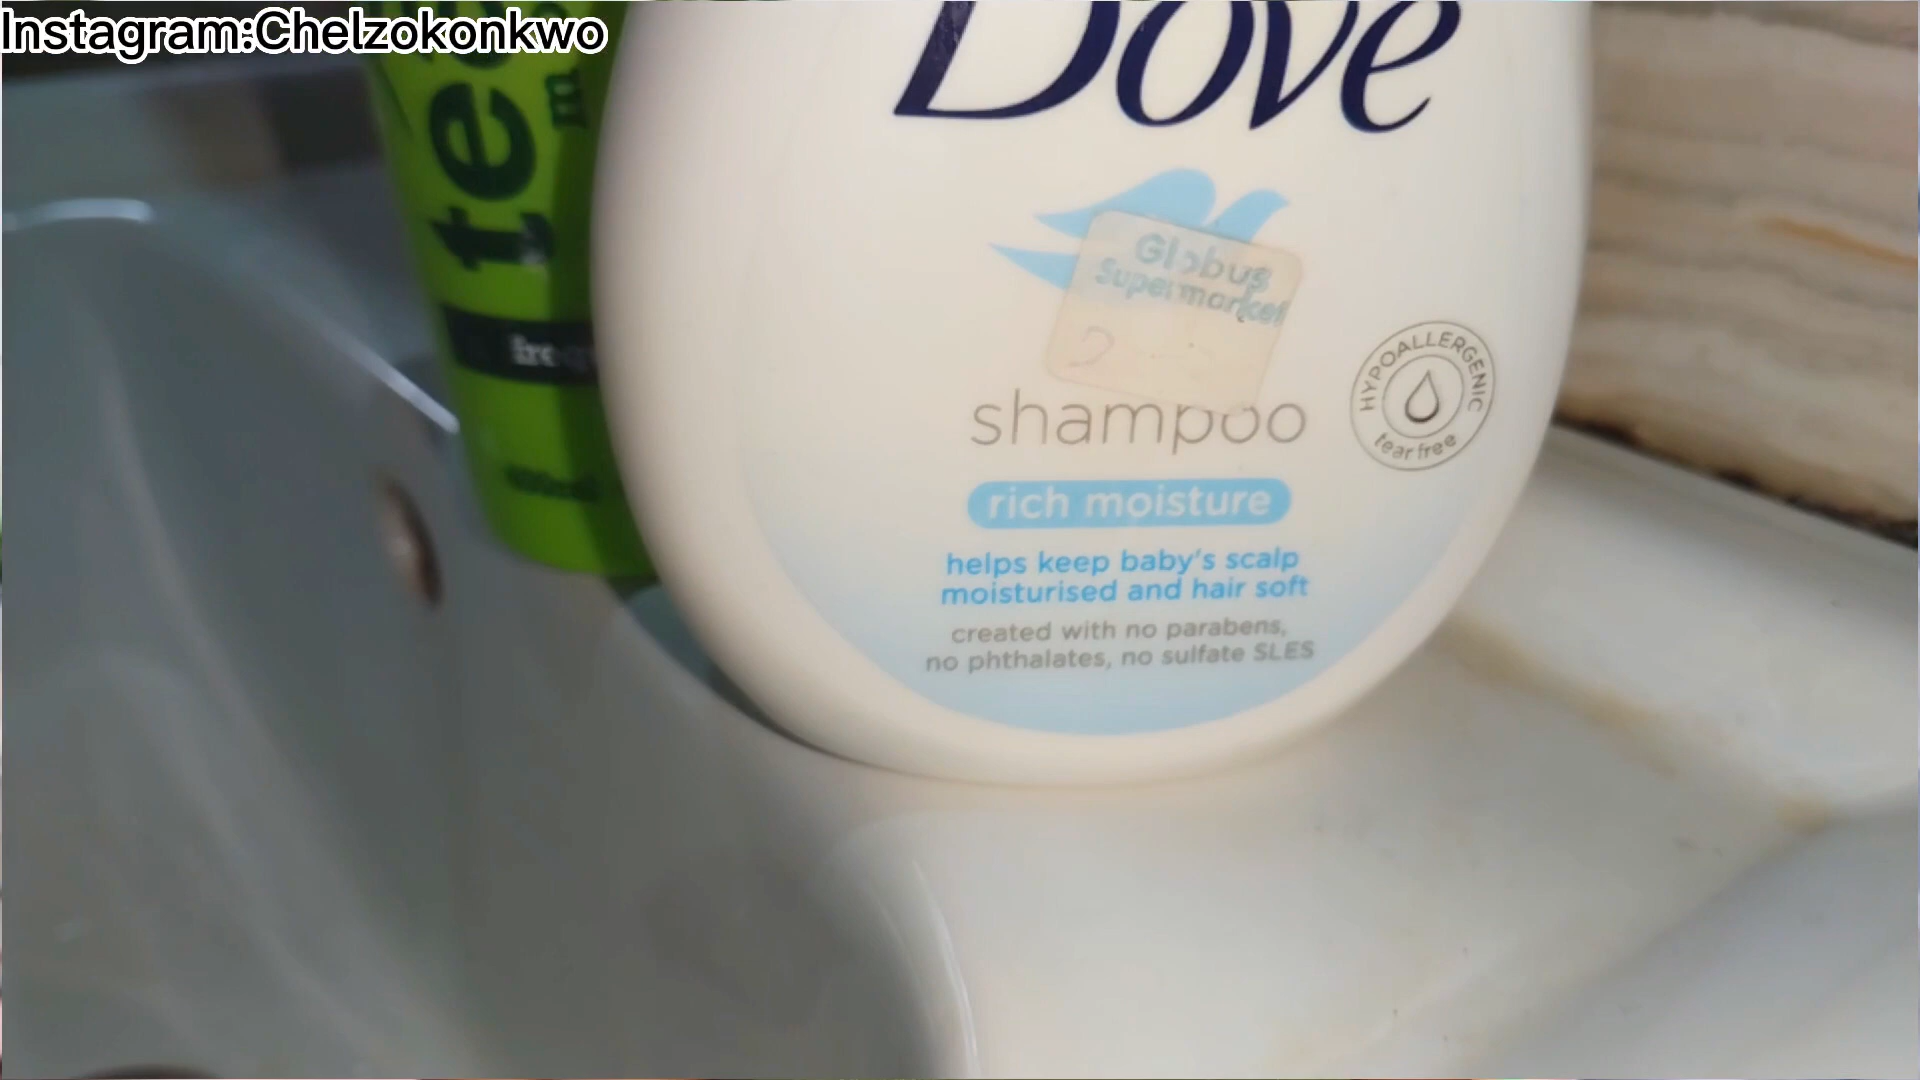 Instagram:Chelzokonkwo
Dove
Globus
Supermarket
2
shampoo
HYPOALLERGENIC
tear free
rich moisture
helps keep baby's scalp
moisturised and hair soft
created with no parabens,
no phthalates, no sulfate SLES